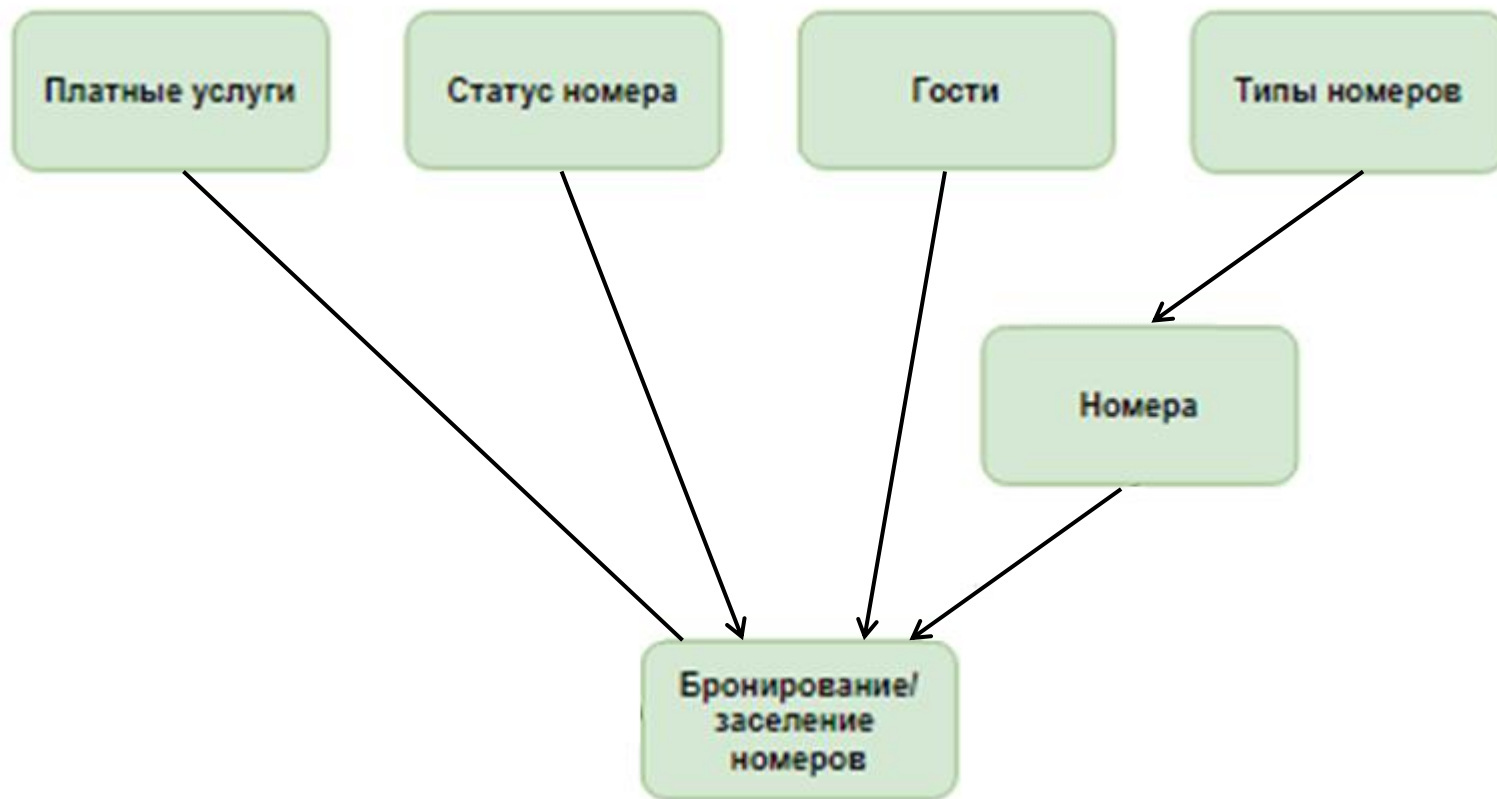 Платные услуги
Статус номера
Гости
Типы номеров
Номера
Бронирование/
заселение
номеров